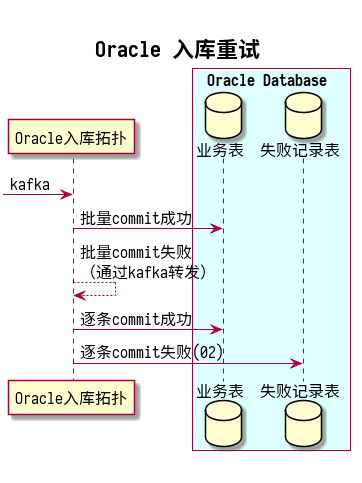 Oracle 入库重试
Oracle Database
Oracle入库拓扑
业务表
失败记录表
kafka
批量commit成功
批量commit失败
（通过kafka转发）
逐条commit成功
逐条commit失败(02)
Oracle入库拓扑
业务表
失败记录表